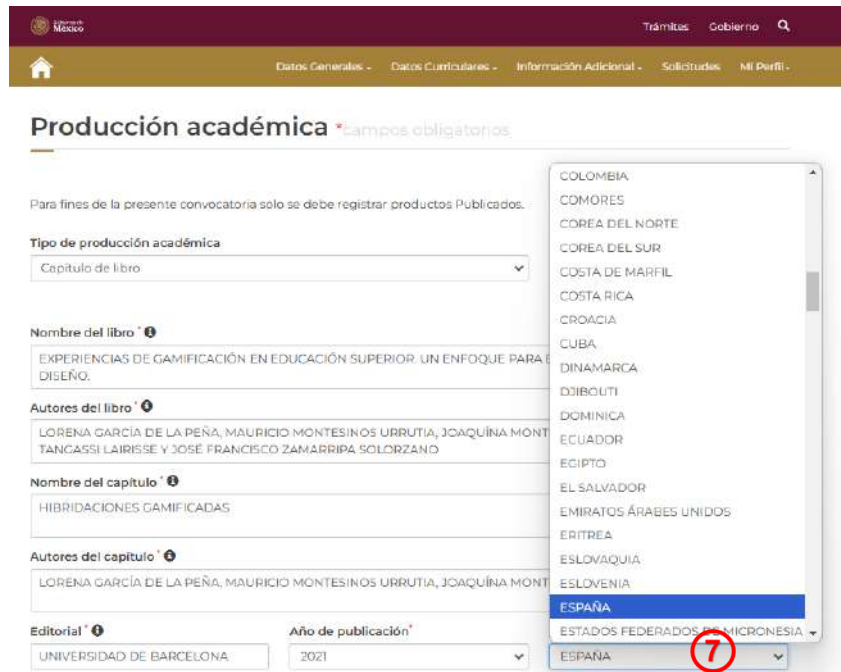 Gobierno de
México
Trámites Gobierno
Datos Generales Datos Curriculares Información Adicional Solicitudes Mi Perfil
Producción académica *campos obligatorios
Para fines de la presente convocatoria solo se debe registrar productos Publicados.
Tipo de producción académica
Capítulo de libro
Nombre del libro *
EXPERIENCIAS DE GAMIFICACIÓN EN EDUCACIÓN SUPERIOR. UN ENFOQUE PARA
DISEÑO.
Autores del libro *
LORENA GARCÍA DE LA PEÑA, MAURICIO MONTESINOS URRUTIA, JOAQUÍNA MONT
TANGASSI LAIRISSE Y JOSÉ FRANCISCO ZAMARRIPA SOLORZANO
Nombre del capítulo *
HIBRIDACIONES GAMIFICADAS
Autores del capítulo *
LORENA GARCÍA DE LA PEÑA, MAURICIO MONTESINOS URRUTIA, JOAQUÍNA MONT
Editorial *
UNIVERSIDAD DE BARCELONA
Año de publicación*
2021
COLOMBIA
COMORES
COREA DEL NORTE
COREA DEL SUR
COSTA DE MARFIL
COSTA RICA
CROACIA
CUBA
DINAMARCA
DJIBOUTI
DOMINICA
ECUADOR
EGIPTO
EL SALVADOR
EMIRATOS ÁRABES UNIDOS
ERITREA
ESLOVAQUIA
ESLOVENIA
ESPAÑA
ESTADOS FEDERADOS DE MICRONESIA
ESPAÑA
7